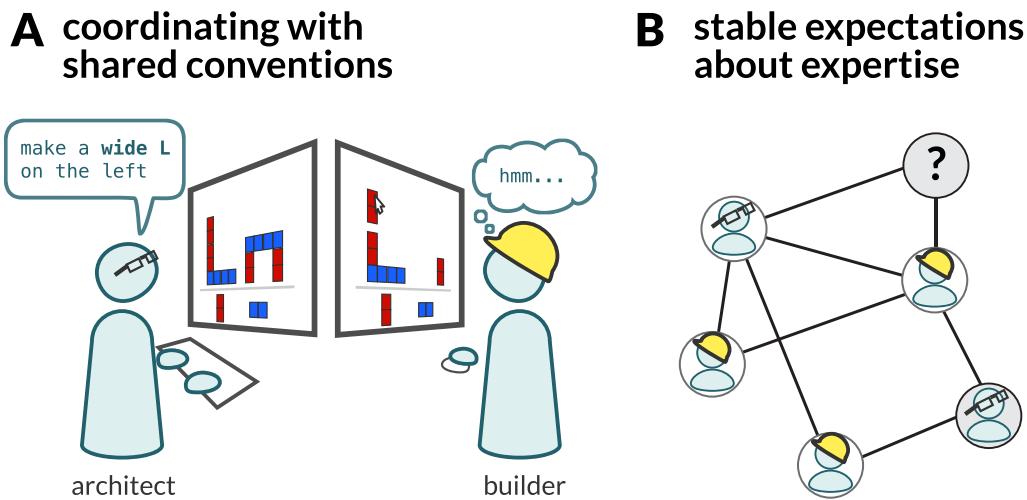 A coordinating with
shared conventions
make a wide L
on the left
hmm...
architect
builder
B stable expectations
about expertise
?